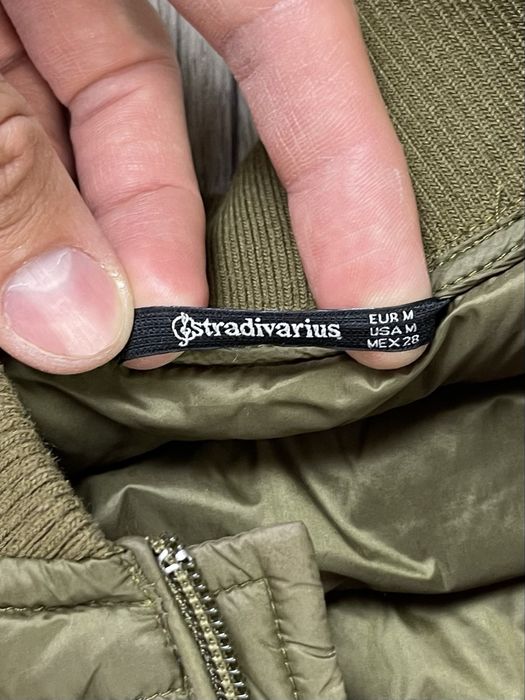 stradivarius
EUR M
USA M
MEX 28